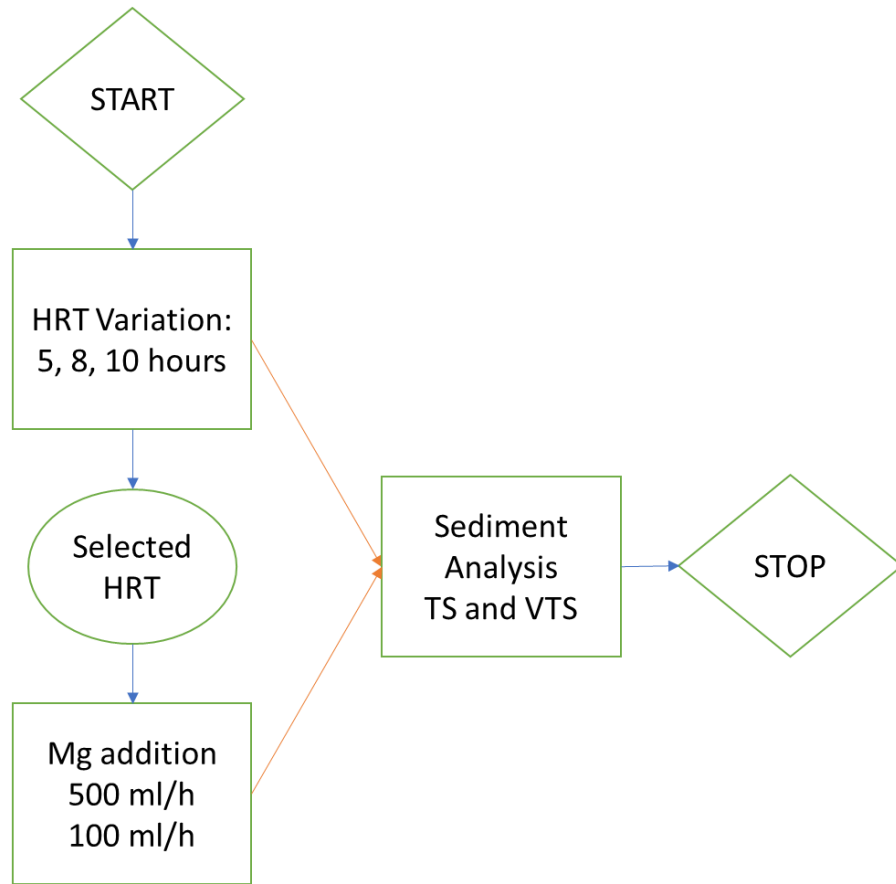 START
HRT Variation:
5, 8, 10 hours
Selected
HRT
Mg addition
500 ml/h
100 ml/h
Sediment
Analysis
TS and VTS
STOP